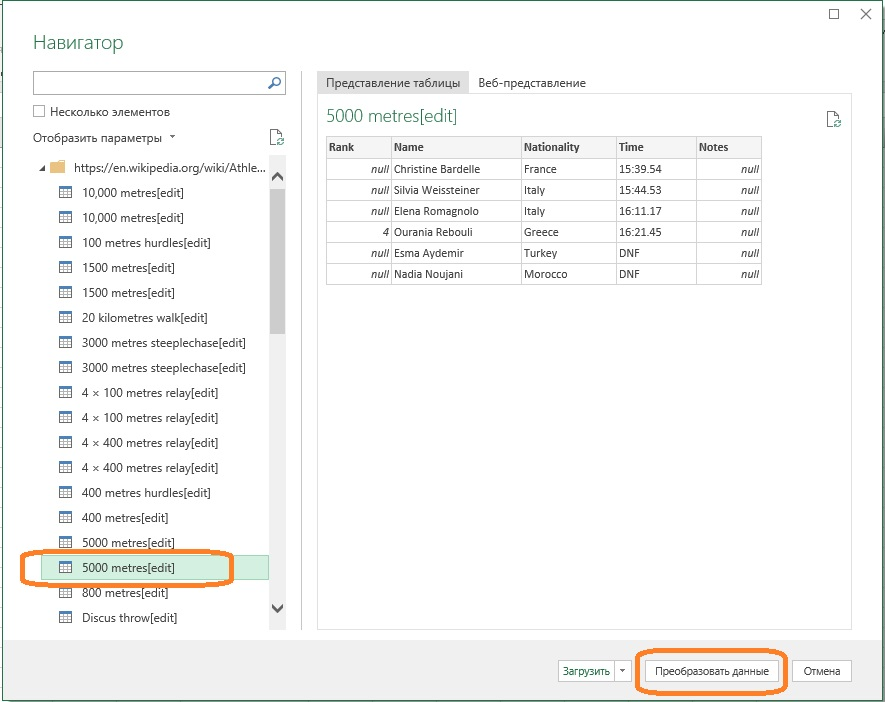 Навигатор
Несколько элементов
Отобразить параметры
https://en.wikipedia.org/wiki/Athle...
10,000 metres[edit]
10,000 metres[edit]
100 metres hurdles[edit]
1500 metres[edit]
1500 metres[edit]
20 kilometres walk[edit]
3000 metres steeplechase[edit]
3000 metres steeplechase[edit]
4 × 100 metres relay[edit]
4 × 100 metres relay[edit]
4 × 400 metres relay[edit]
4 × 400 metres relay[edit]
400 metres hurdles[edit]
400 metres[edit]
5000 metres[edit]
5000 metres[edit]
800 metres[edit]
Discus throw[edit]
Представление таблицы Веб-представление
5000 metres[edit]
Rank Name Nationality Time Notes
null Christine Bardelle France 15:39.54 null
null Silvia Weissteiner Italy 15:44.53 null
null Elena Romagnolo Italy 16:11.17 null
4 Ourania Rebouli Greece 16:21.45 null
null Esma Aydemir Turkey DNF null
null Nadia Noujani Morocco DNF null
Загрузить Преобразовать данные Отмена